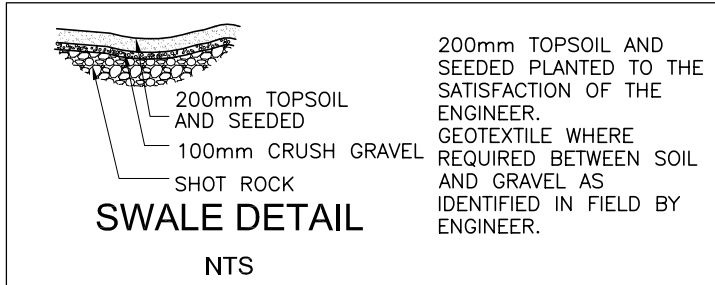 200mm TOPSOIL
AND SEEDED
100mm CRUSH GRAVEL
SHOT ROCK
SWALE DETAIL
NTS
200mm TOPSOIL AND
SEEDED PLANTED TO THE
SATISFACTION OF THE
ENGINEER.
GEOTEXTILE WHERE
REQUIRED BETWEEN SOIL
AND GRAVEL AS
IDENTIFIED IN FIELD BY
ENGINEER.